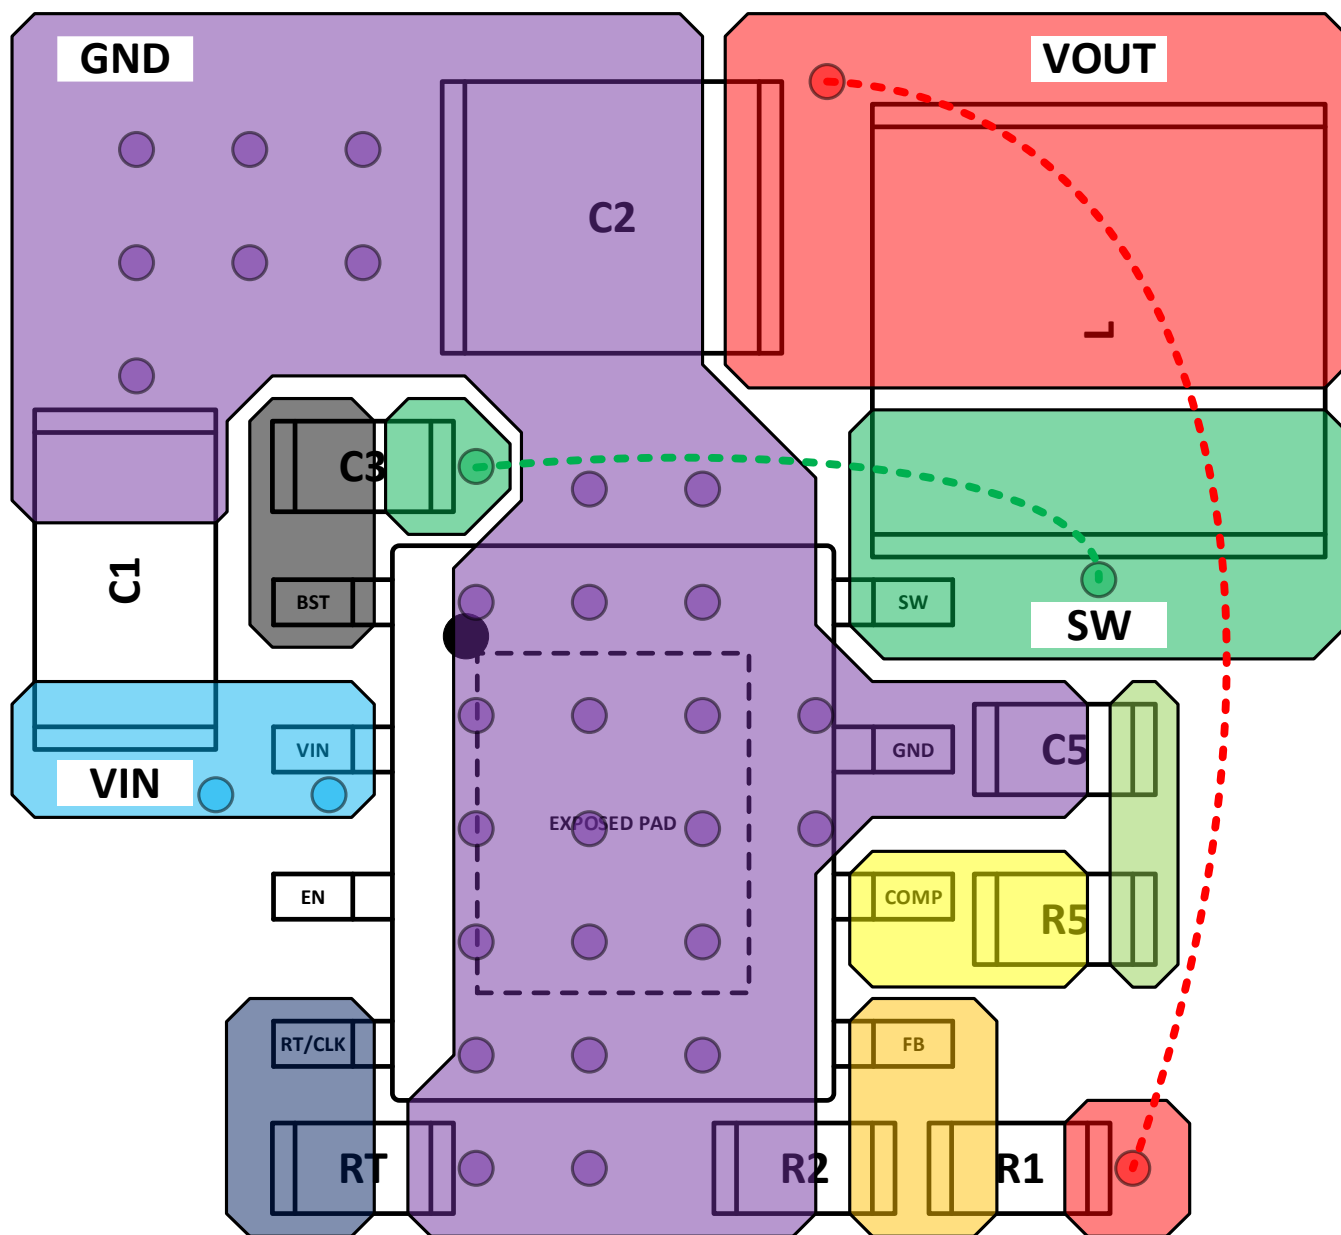 GND
VOUT
C2
L
C3
C1
BST
SW
SW
VIN
GND
C5
VIN
EXPOSED PAD
EN
COMP
R5
RT/CLK
FB
RT
R2
R1